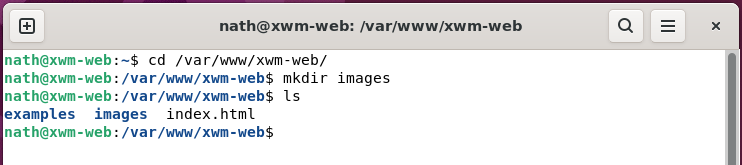 nath@xwm-web: /var/www/xwm-web
nath@xwm-web:~$ cd /var/www/xwm-web/
nath@xwm-web:/var/www/xwm-web$ mkdir images
nath@xwm-web:/var/www/xwm-web$ ls
examples  images  index.html
nath@xwm-web:/var/www/xwm-web$